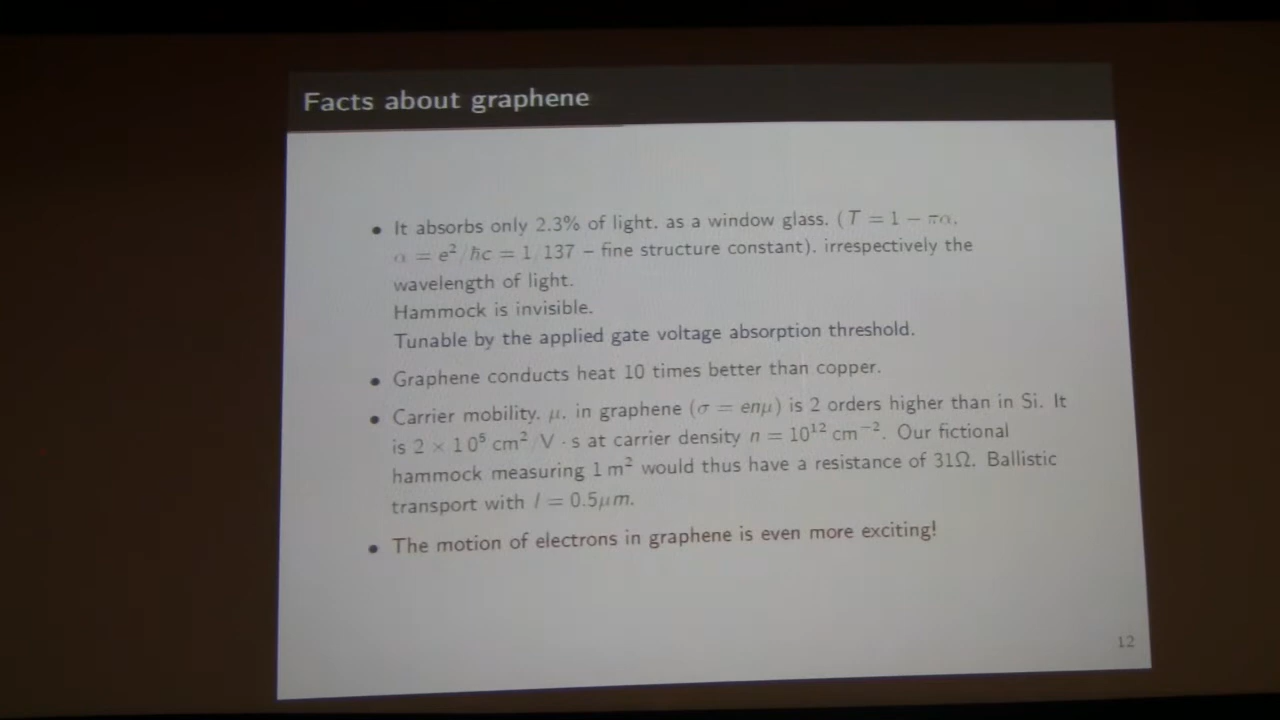 Facts about graphene
• It absorbs only 2.3% of light. as a window glass. (T = 1 − πα,
α = e²/ħc = 1/137 – fine structure constant). irrespectively the
wavelength of light.
Hammock is invisible.
Tunable by the applied gate voltage absorption threshold.
• Graphene conducts heat 10 times better than copper.
• Carrier mobility. μ. in graphene (σ = enμ) is 2 orders higher than in Si. It
is 2 × 10⁵ cm²/V · s at carrier density n = 10¹² cm⁻². Our fictional
hammock measuring 1 m² would thus have a resistance of 31Ω. Ballistic
transport with l = 0.5μm.
• The motion of electrons in graphene is even more exciting!
12